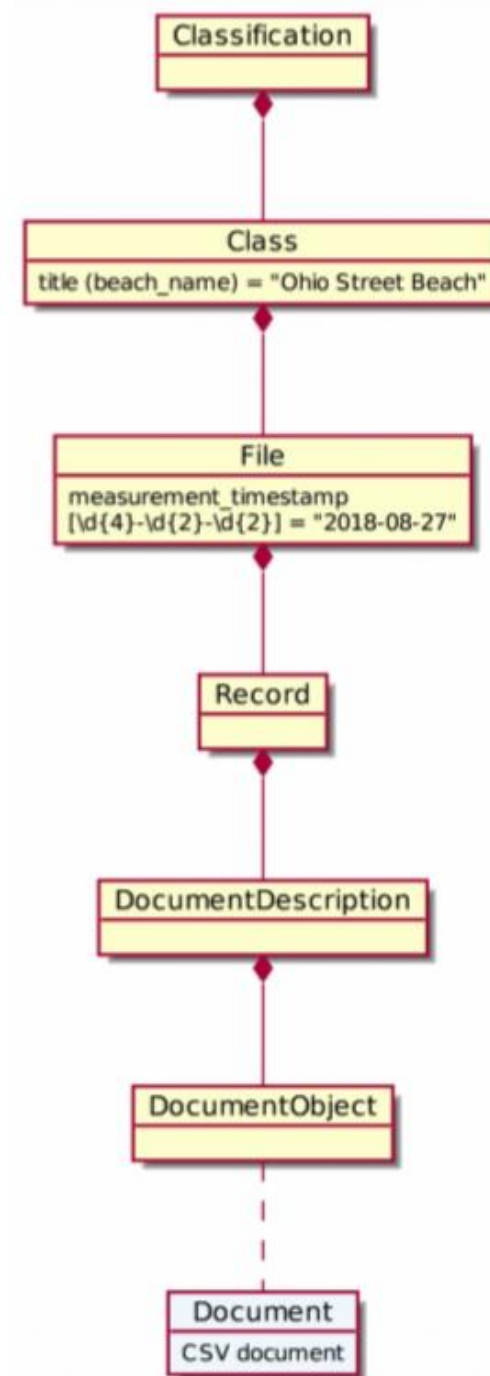 Classification
Class
title (beach_name) = "Ohio Street Beach"
File
measurement_timestamp
[\d{4}-\d{2}-\d{2}] = "2018-08-27"
Record
DocumentDescription
DocumentObject
Document
CSV document